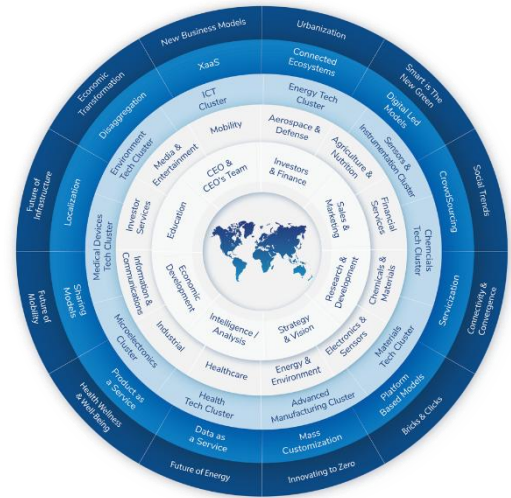 New Business Models
Urbanization
Smart is The
New Green
Social Trends
Connectivity &
Convergence
Bricks & Clicks
Innovating to Zero
Future of Energy
Health Wellness
& Well-Being
Future of
Mobility
Future of
Infrastructure
Economic
Transformation
XaaS
Connected
Ecosystems
Digital Led
Models
CrowdSourcing
Servicization
Platform
Based Models
Mass
Customization
Data as
a Service
Product as
a Service
Sharing
Models
Localization
Disaggregation
ICT
Cluster
Energy Tech
Cluster
Sensors &
Instrumentation Cluster
Chemcials
Tech Cluster
Materials
Tech Cluster
Advanced
Manufacturing Cluster
Health
Tech Cluster
Microelectronics
Cluster
Medical Devices
Tech Cluster
Environment
Tech Cluster
Mobility
Aerospace &
Defense
Agriculture &
Nutrition
Financial
Services
Chemicals &
Materials
Electronics &
Sensors
Energy &
Environment
Healthcare
Industrial
Information &
Communications
Investor
Services
Media &
Entertainment
CEO &
CEO's Team
Investors
& Finance
Sales &
Marketing
Research &
Development
Strategy
& Vision
Intelligence /
Analysis
Economic
Development
Education